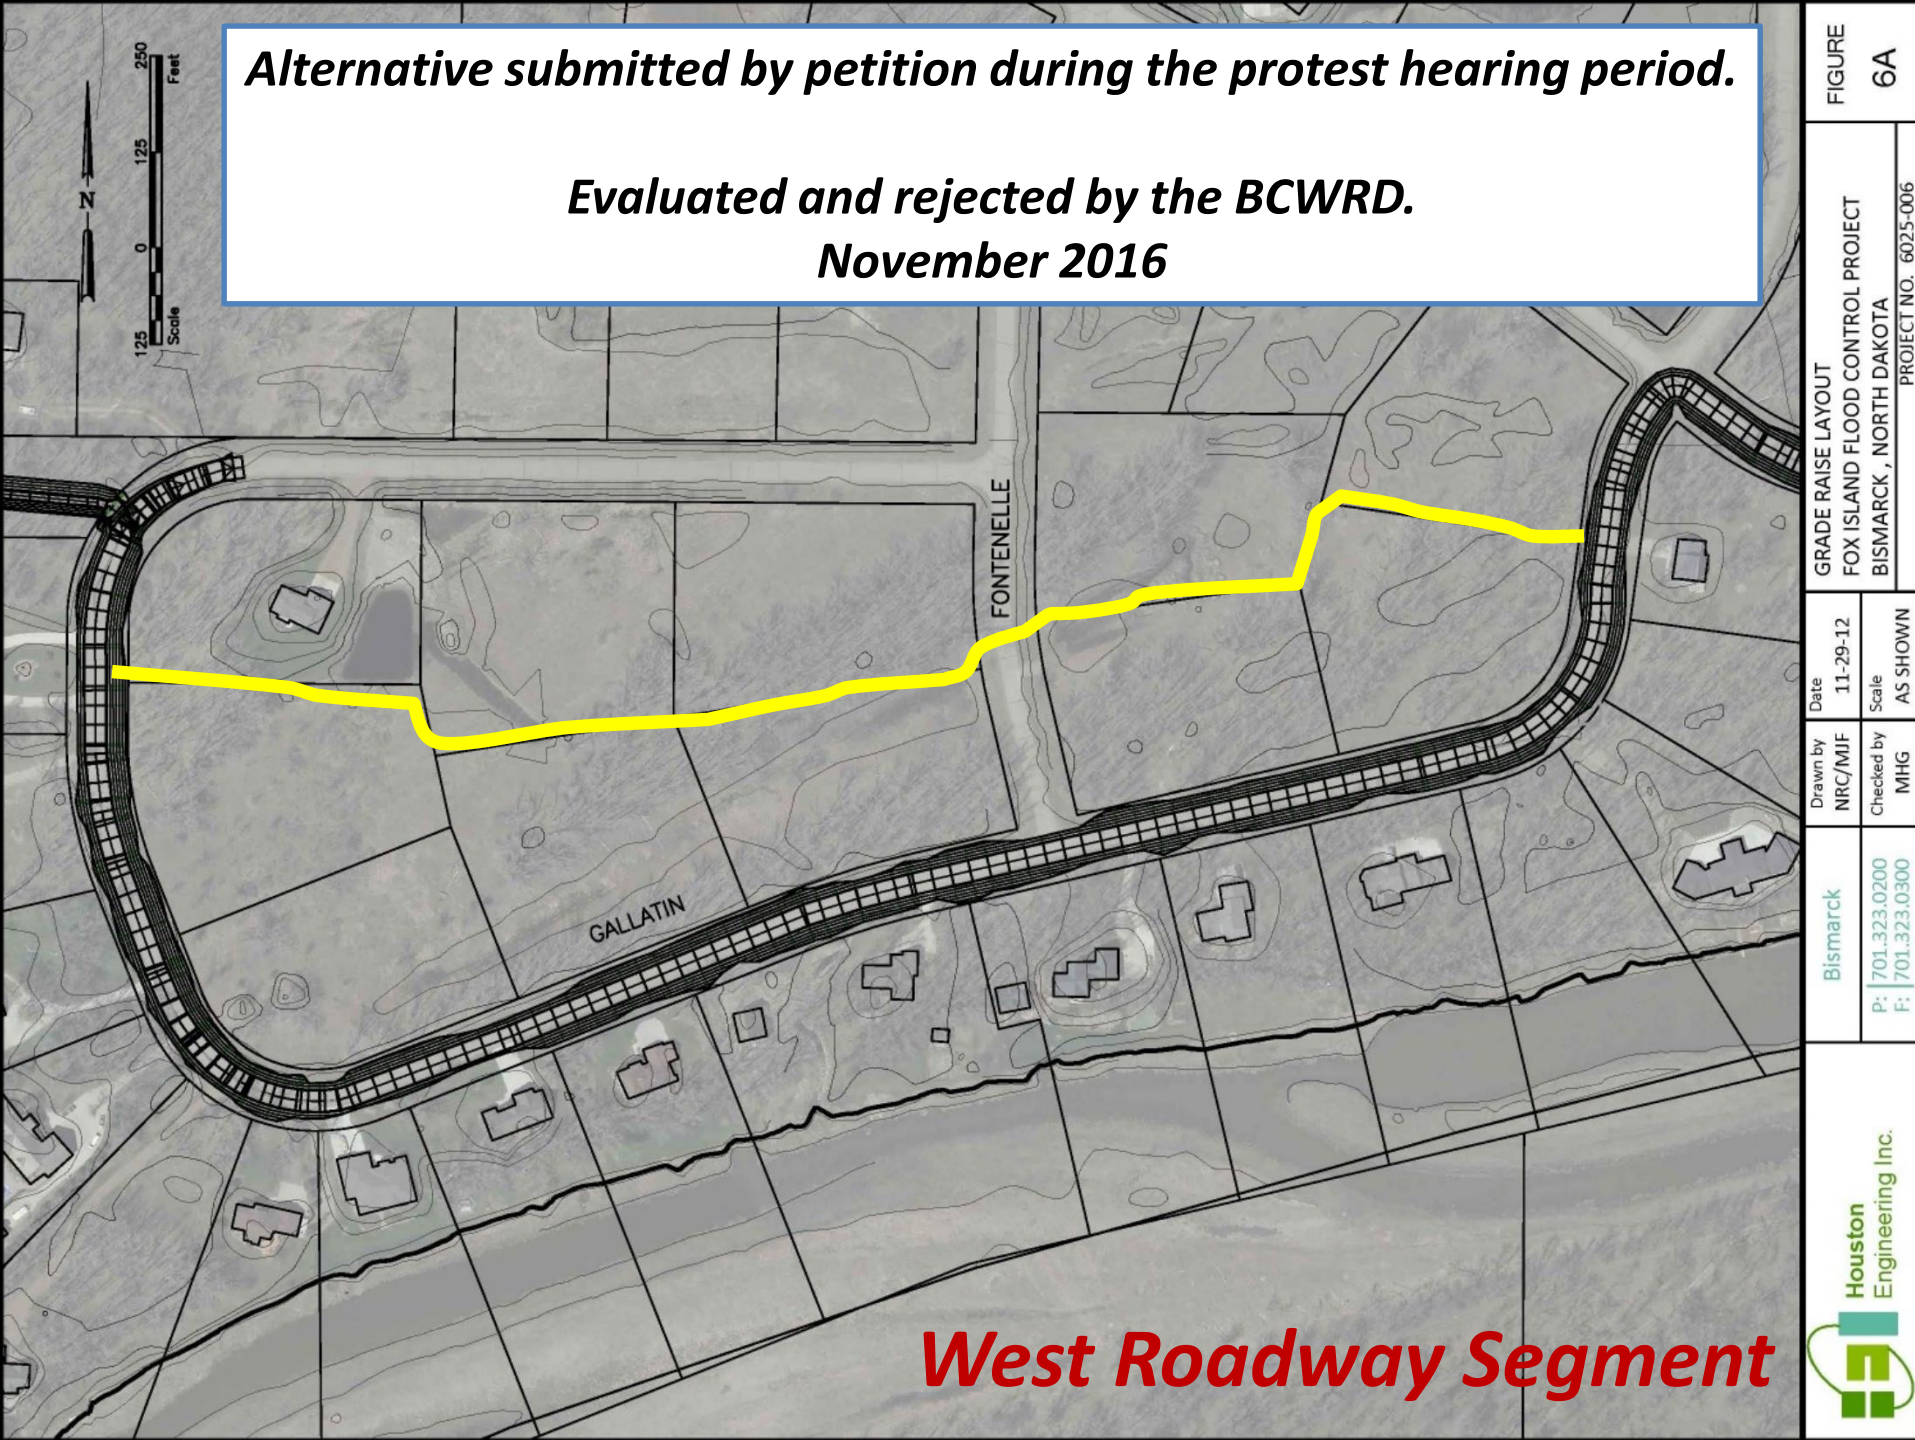 Alternative submitted by petition during the protest hearing period.
Evaluated and rejected by the BCWRD.
November 2016
125
0
125
250
Scale
Feet
N
FONTENELLE
GALLATIN
West Roadway Segment
FIGURE
6A
GRADE RAISE LAYOUT
FOX ISLAND FLOOD CONTROL PROJECT
BISMARCK , NORTH DAKOTA
PROJECT NO. 6025-006
Date
11-29-12
Scale
AS SHOWN
Drawn by
NRC/MJF
Checked by
MHG
Bismarck
P: 701.323.0200
F: 701.323.0300
Houston
Engineering Inc.